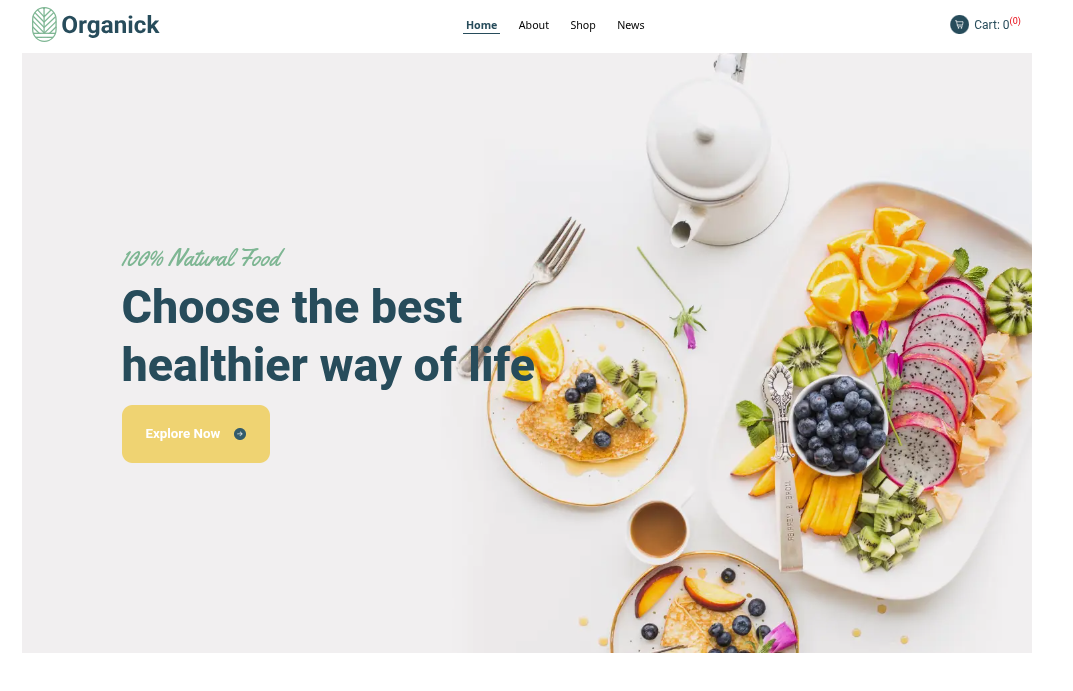 Organick
Home About Shop News
Cart: 0(0)
100% Natural Food
Choose the best
healthier way of life
Explore Now